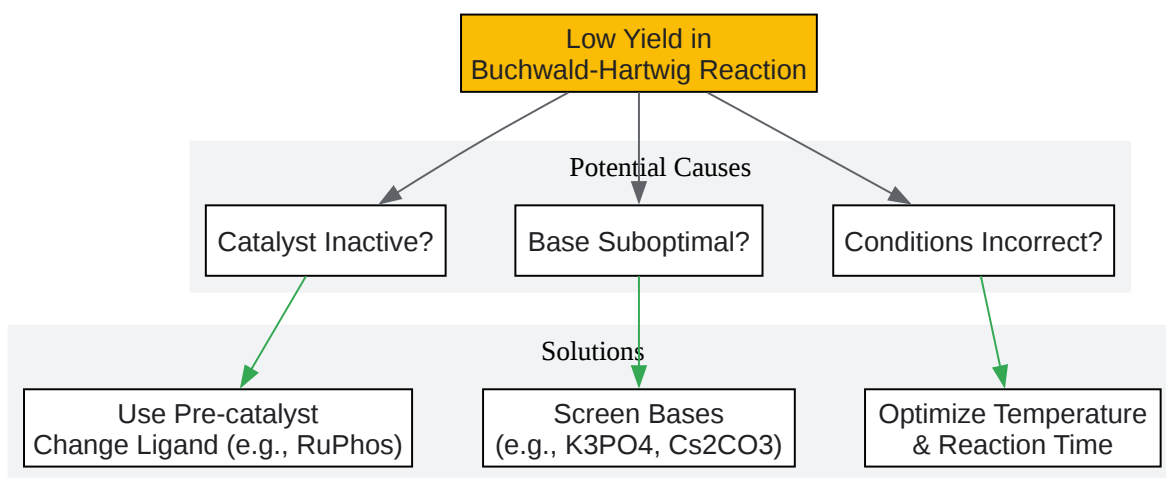 Low Yield in
Buchwald-Hartwig Reaction
Potential Causes
Catalyst Inactive?
Base Suboptimal?
Conditions Incorrect?
Solutions
Use Pre-catalyst
Change Ligand (e.g., RuPhos)
Screen Bases
(e.g., K3PO4, Cs2CO3)
Optimize Temperature
& Reaction Time